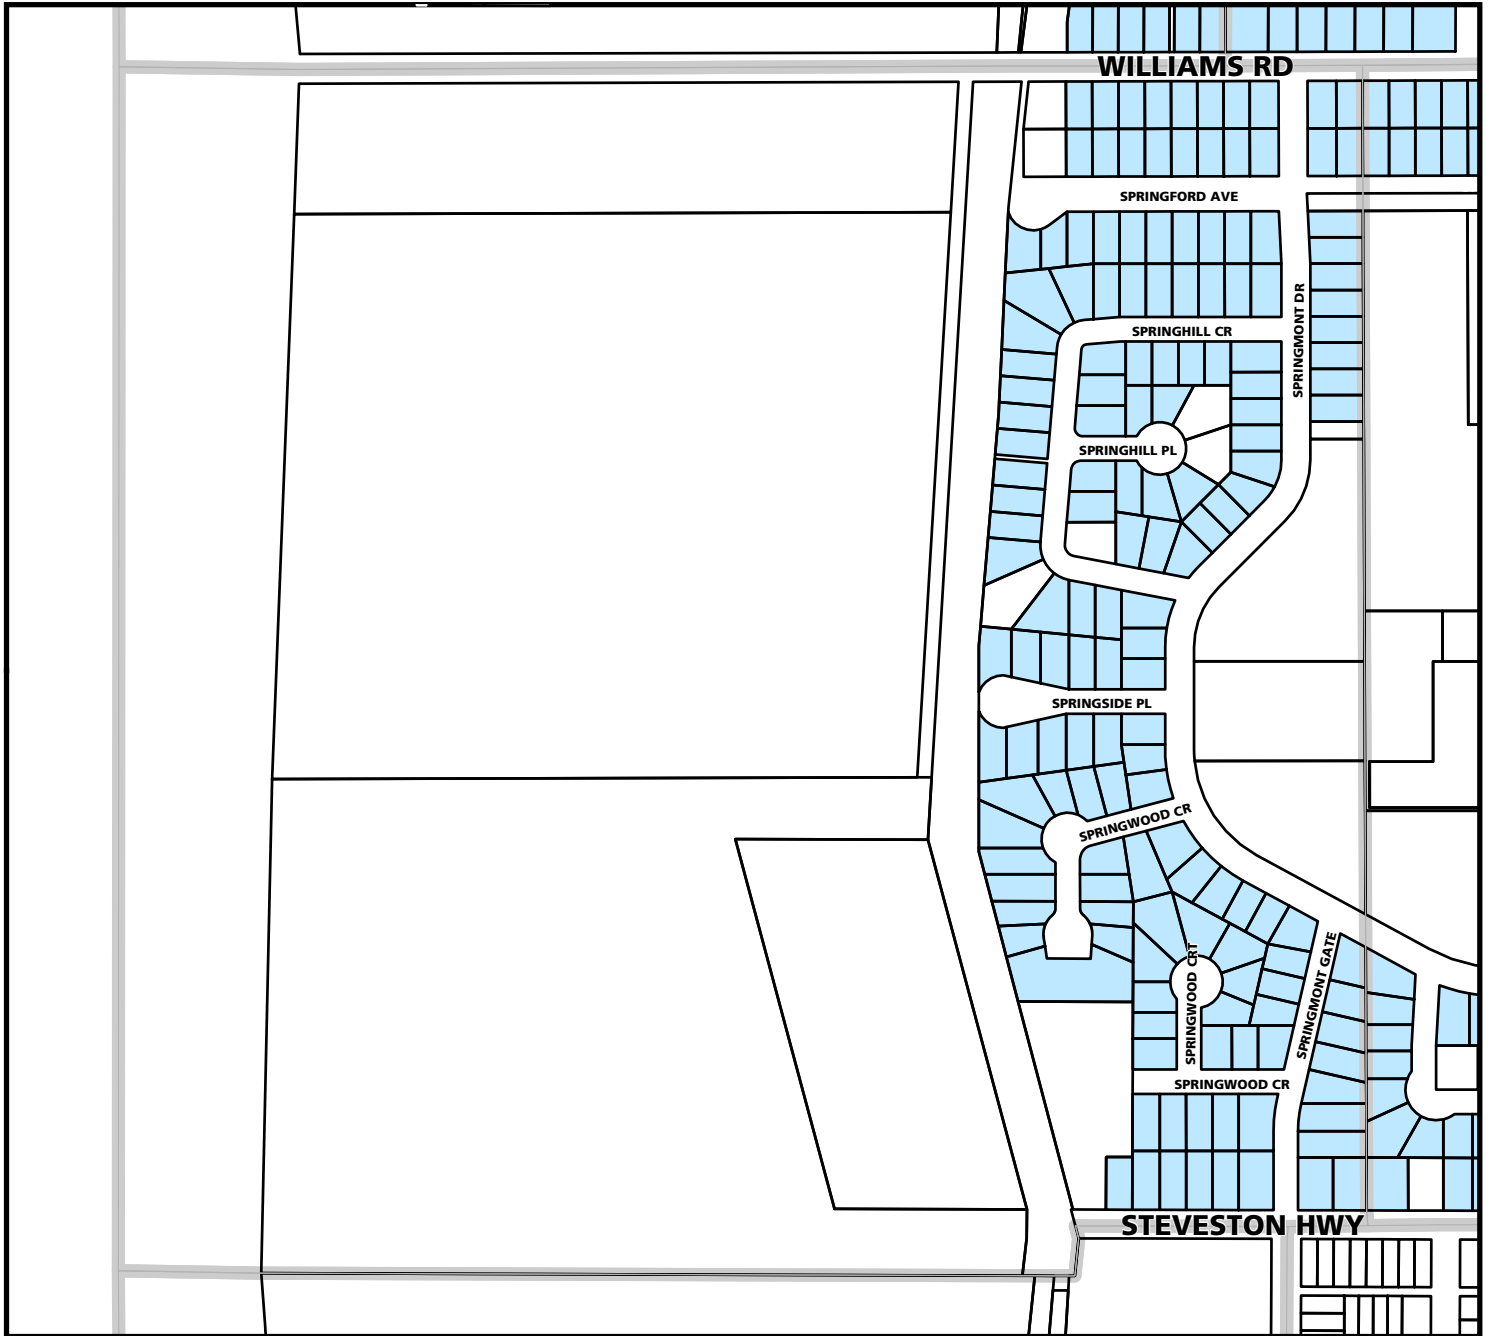 WILLIAMS RD
SPRINGFORD AVE
SPRINGMONT DR
SPRINGHILL CR
SPRINGHILL PL
SPRINGSIDE PL
SPRINGWOOD CR
SPRINGWOOD CRT
SPRINGMONT GATE
SPRINGWOOD CR
STEVESTON HWY